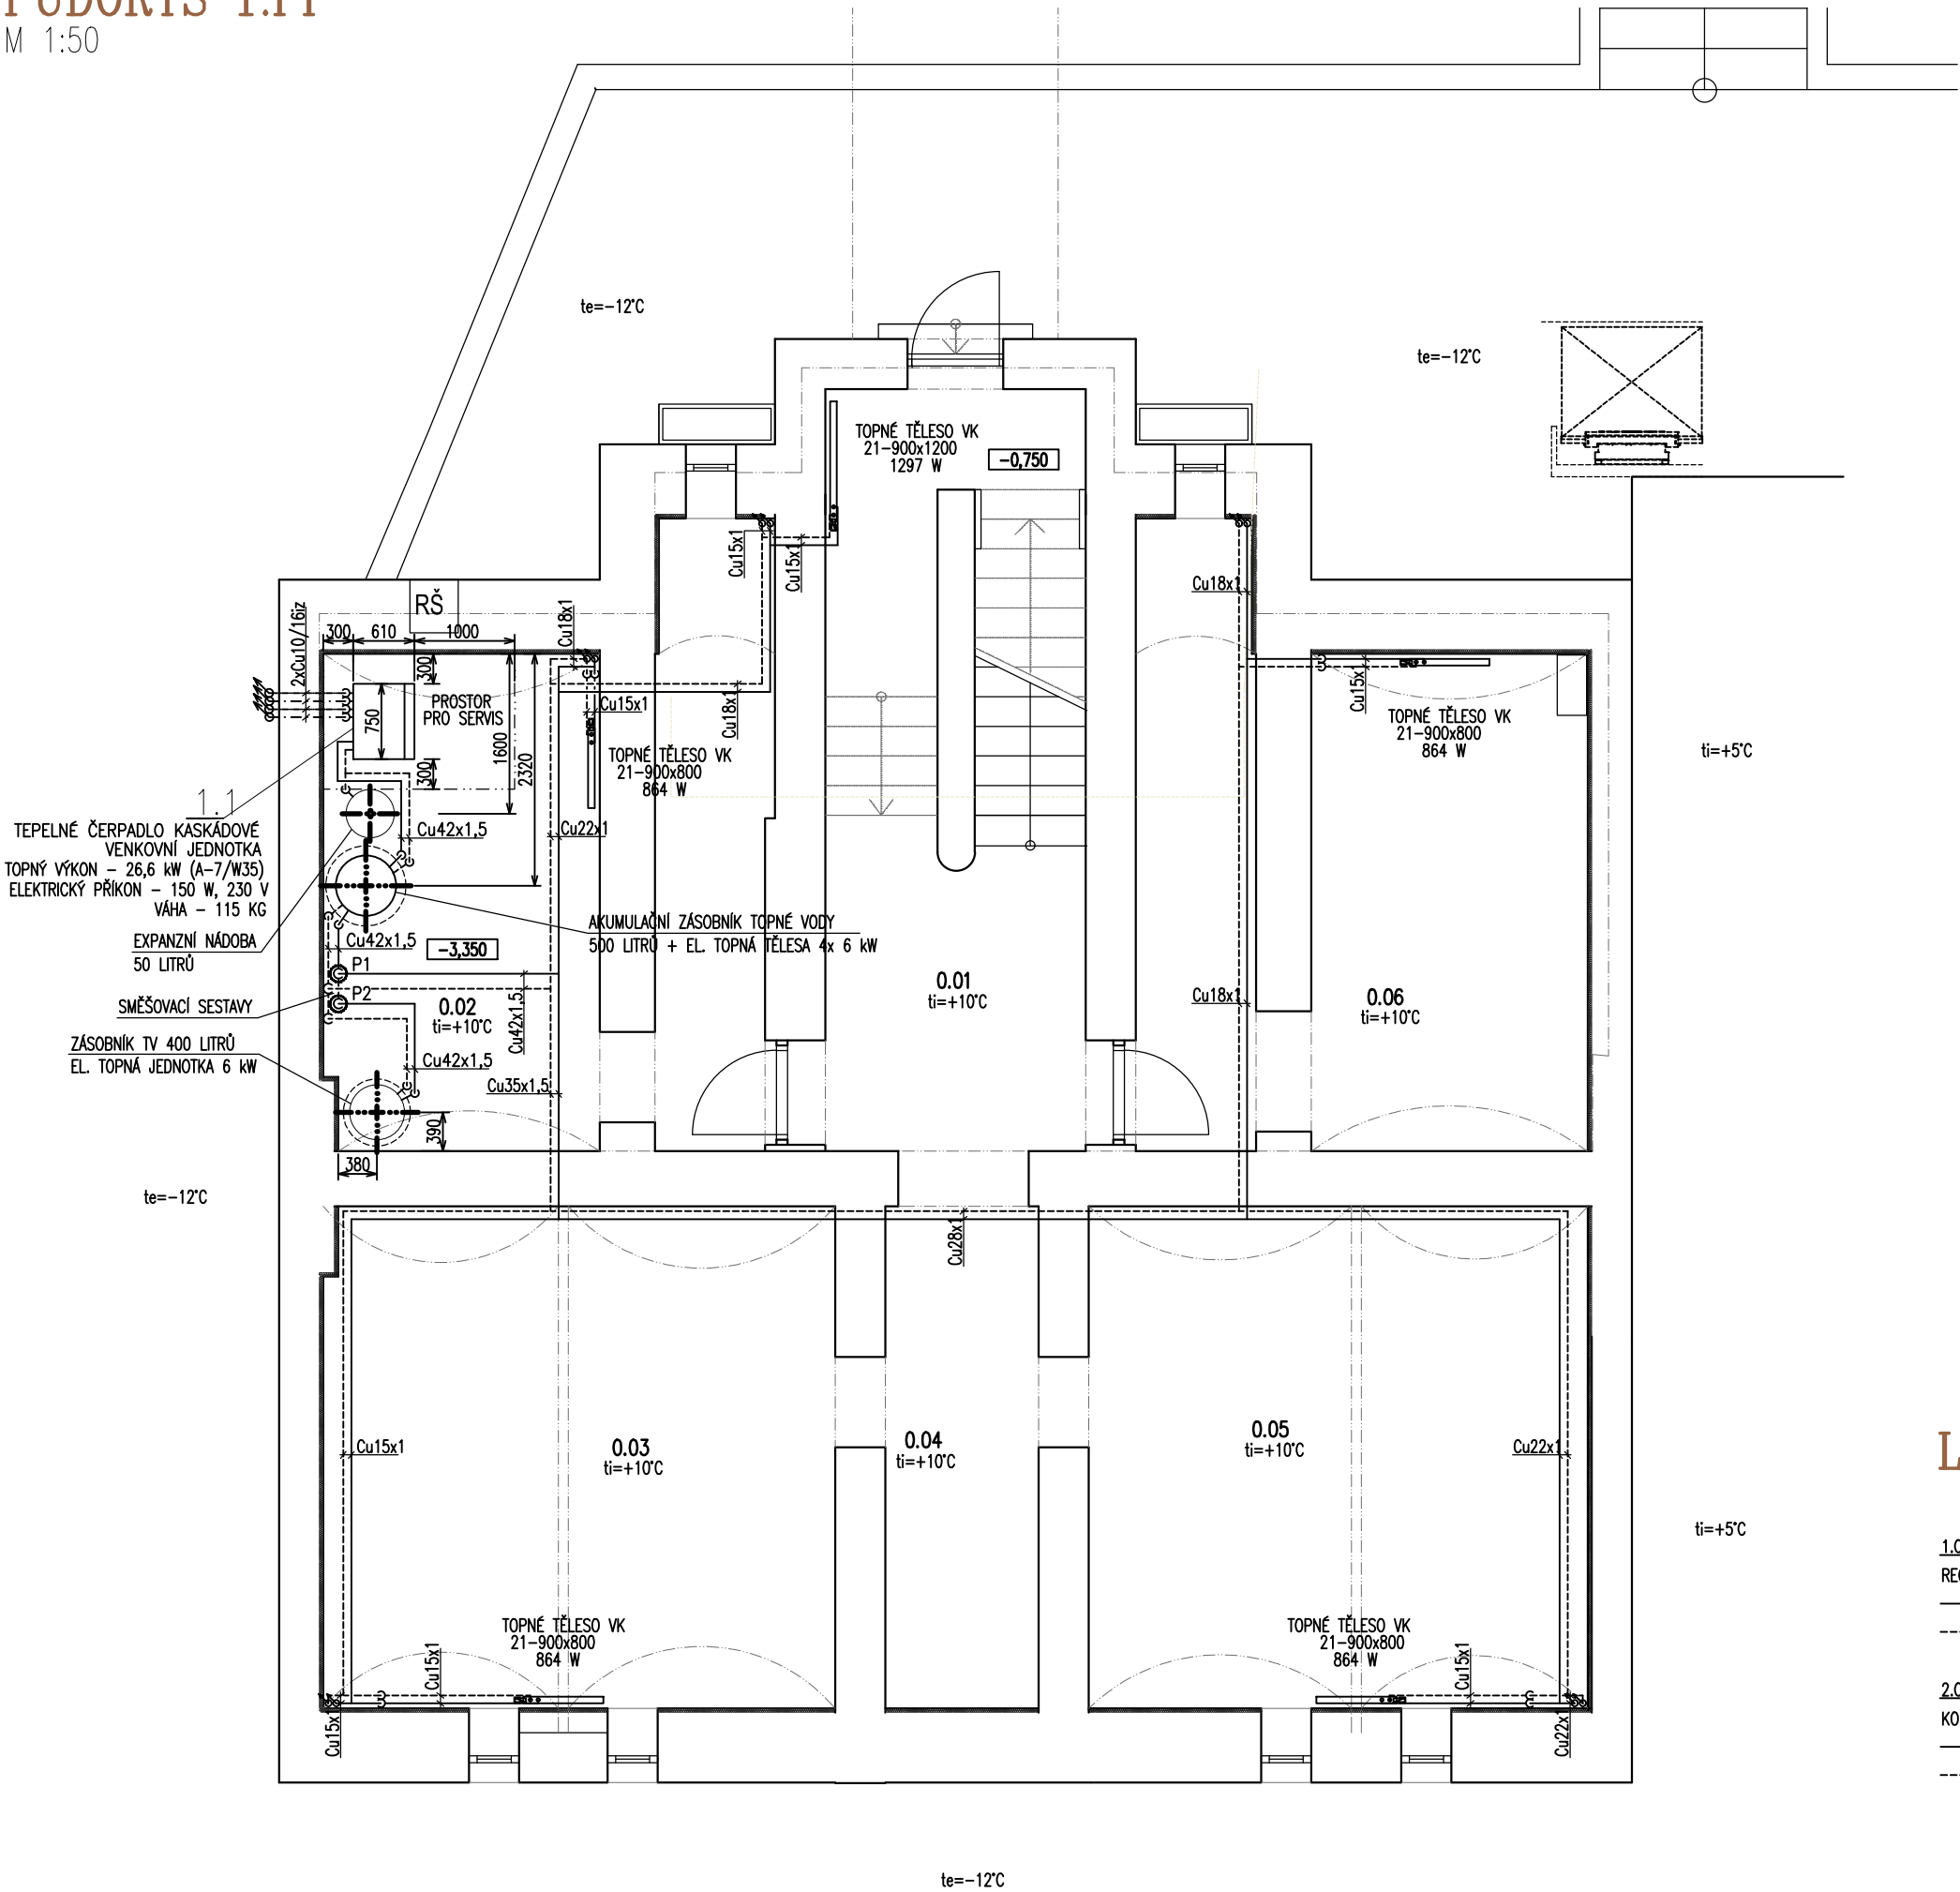 M 1:50
te=-12°C
te=-12°C
TOPNÉ TĚLESO VK
21-900x1200
1297 W
-0,750
Cu15x1
Cu15x1
Cu18x1
RŠ
2xCu10/16iz
300
610
1000
Cu18x1
300
PROSTOR
PRO SERVIS
750
1600
2320
300
Cu15x1
Cu18x1
Cu15x1
TOPNÉ TĚLESO VK
21-900x800
864 W
TOPNÉ TĚLESO VK
21-900x800
864 W
ti=+5°C
1.1
TEPELNÉ ČERPADLO KASKÁDOVÉ
VENKOVNÍ JEDNOTKA
TOPNÝ VÝKON - 26,6 kW (A-7/W35)
ELEKTRICKÝ PŘÍKON - 150 W, 230 V
VÁHA - 115 KG
Cu42x1,5
Cu22x1
EXPANZNÍ NÁDOBA
50 LITRŮ
Cu42x1,5
-3,350
AKUMULAČNÍ ZÁSOBNÍK TOPNÉ VODY
500 LITRŮ + EL. TOPNÁ TĚLESA 4x 6 kW
P1
P2
SMĚŠOVACÍ SESTAVY
0.02
ti=+10°C
Cu42x1,5
0.01
ti=+10°C
Cu18x1
0.06
ti=+10°C
ZÁSOBNÍK TV 400 LITRŮ
EL. TOPNÁ JEDNOTKA 6 kW
Cu42x1,5
Cu35x1,5
390
380
te=-12°C
Cu28x1
Cu15x1
0.03
ti=+10°C
0.04
ti=+10°C
0.05
ti=+10°C
Cu22x1
ti=+5°C
TOPNÉ TĚLESO VK
21-900x800
864 W
Cu15x1
Cu15x1
TOPNÉ TĚLESO VK
21-900x800
864 W
Cu15x1
Cu22x1
te=-12°C